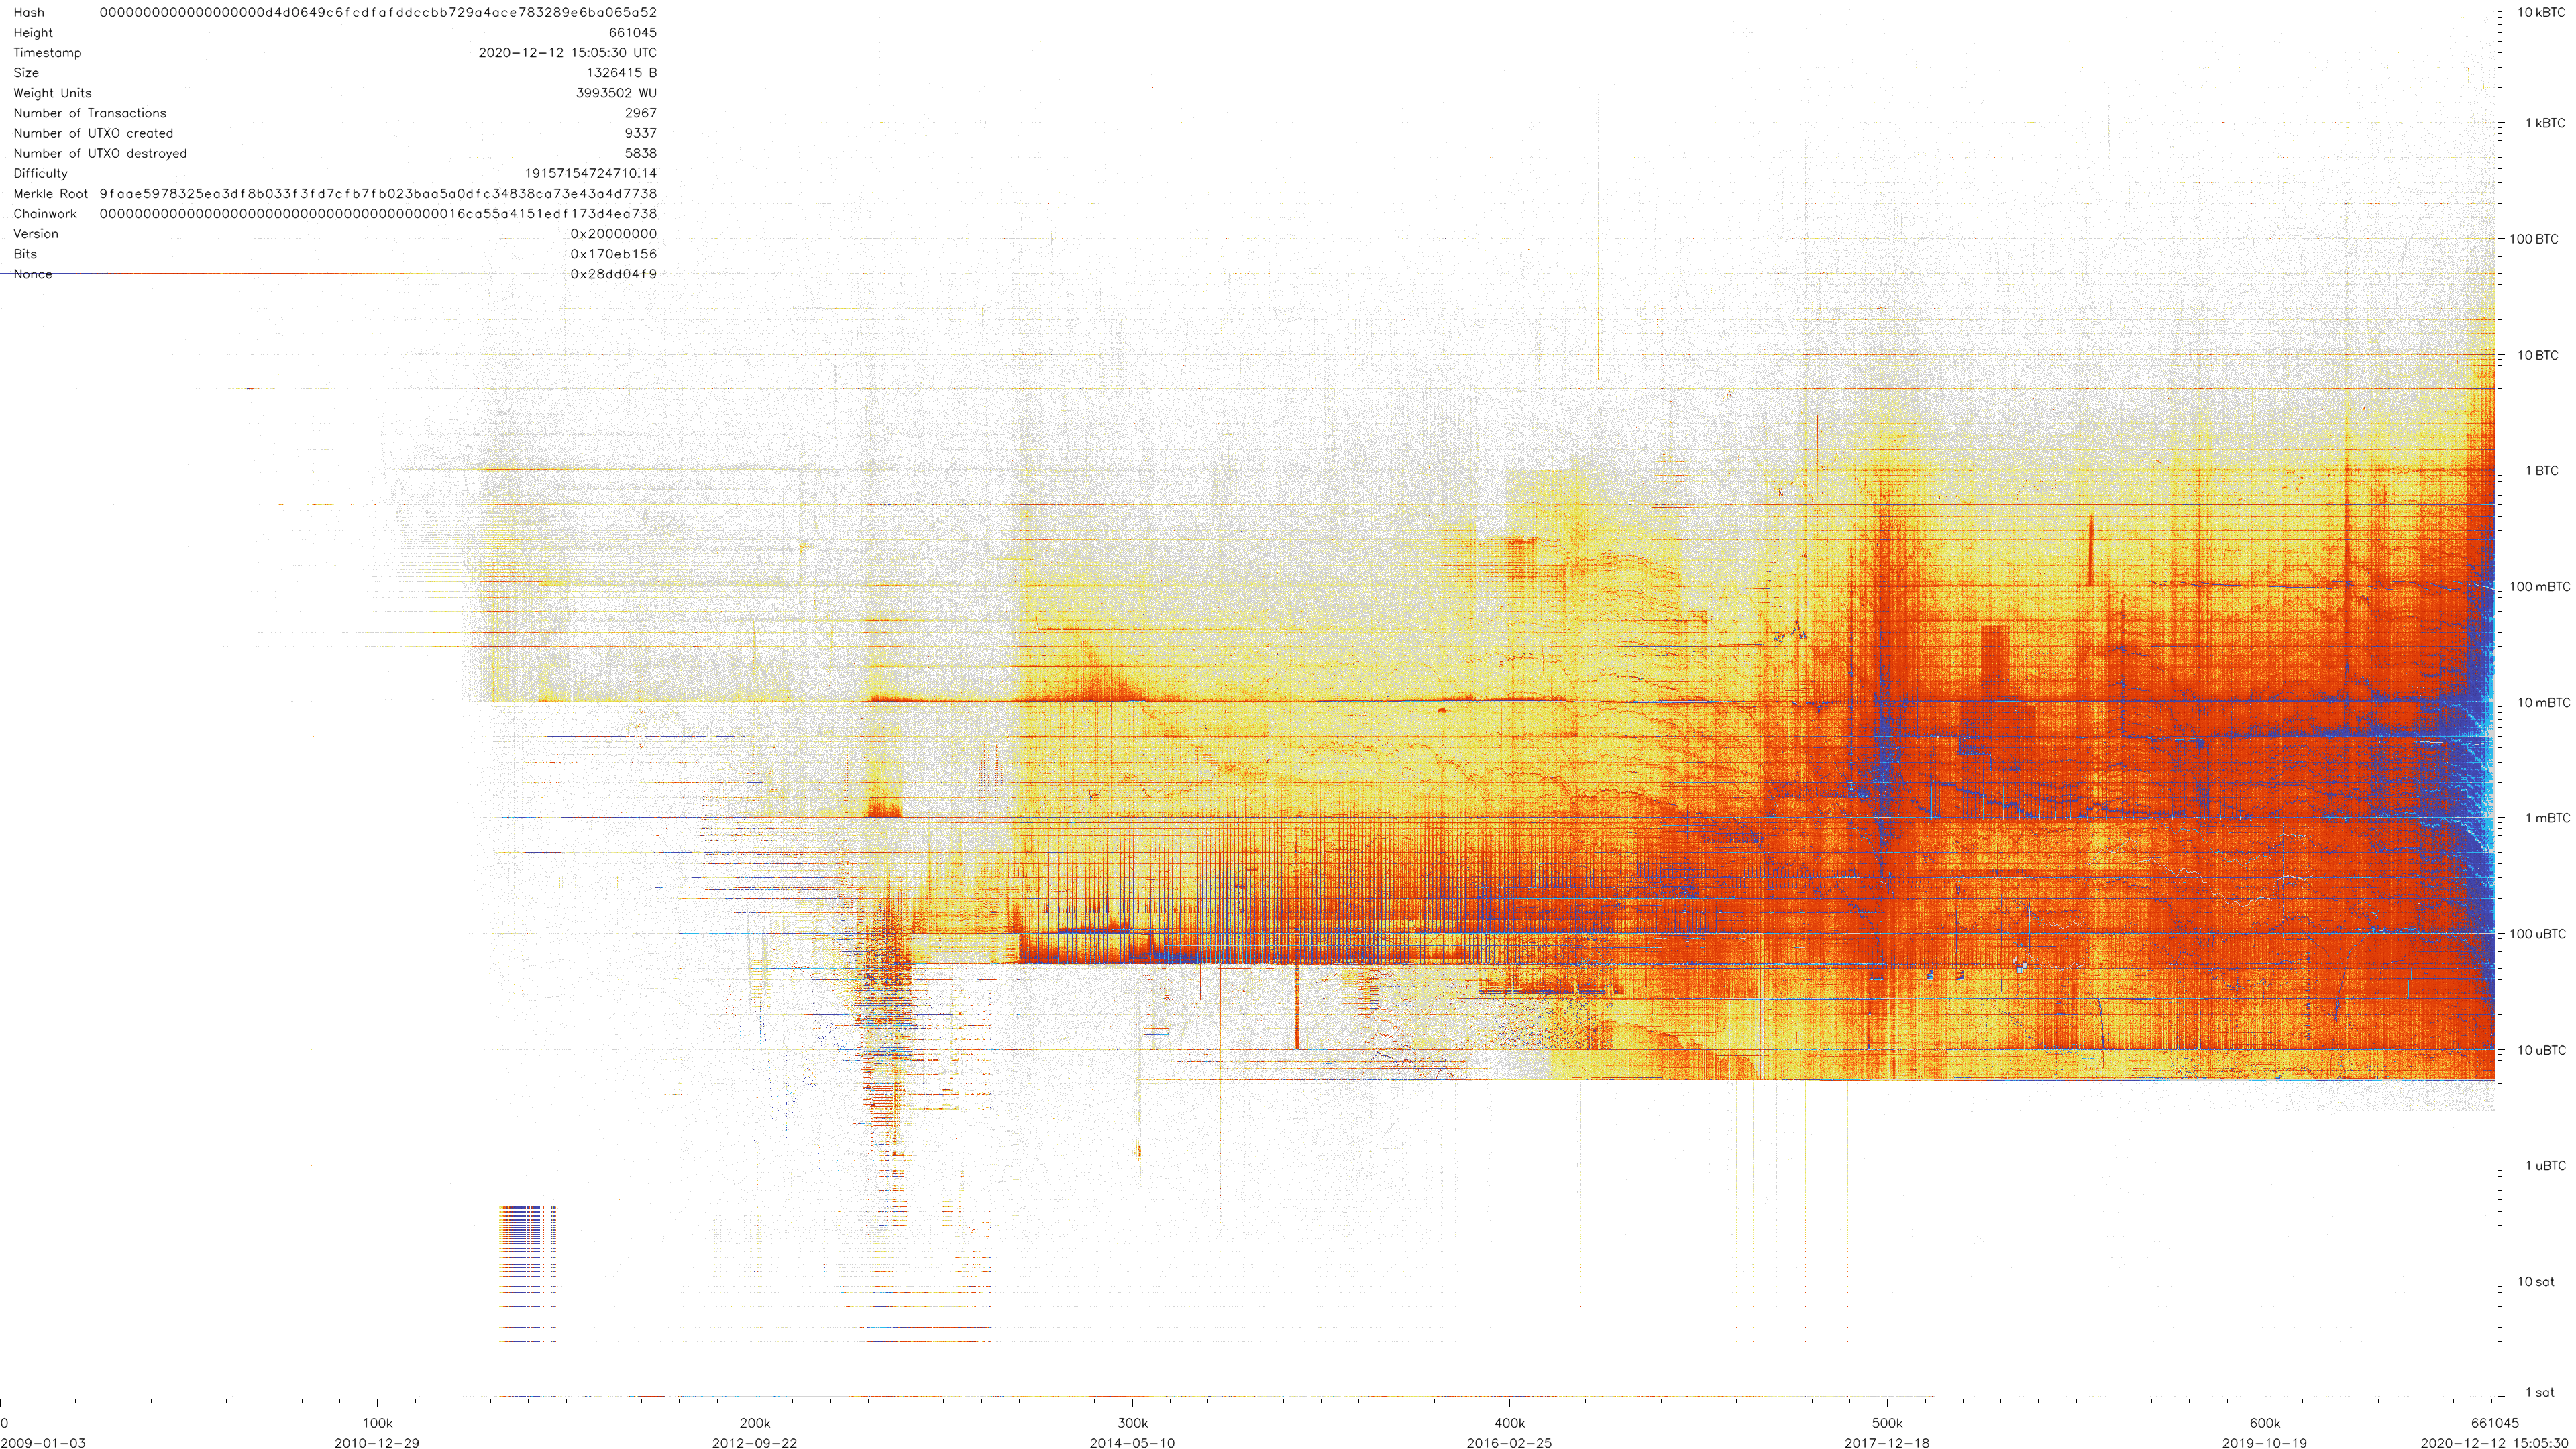 Hash 0000000000000000000d4d0649c6fcdfafddccbb729a4ace783289e6ba065a52
Height 661045
Timestamp 2020-12-12 15:05:30 UTC
Size 1326415 B
Weight Units 3993502 WU
Number of Transactions 2967
Number of UTXO created 9337
Number of UTXO destroyed 5838
Difficulty 19157154724710.14
Merkle Root 9faae5978325ea3df8b033f3fd7cfb7fb023baa5a0dfc34838ca73e43a4d7738
Chainwork 000000000000000000000000000000000000000016ca55a4151edf173d4ea738
Version 0x20000000
Bits 0x170eb156
Nonce 0x28dd04f9
10 kBTC
1 kBTC
100 BTC
10 BTC
1 BTC
100 mBTC
10 mBTC
1 mBTC
100 uBTC
10 uBTC
1 uBTC
10 sat
1 sat
0 100k 200k 300k 400k 500k 600k 661045
2009-01-03 2010-12-29 2012-09-22 2014-05-10 2016-02-25 2017-12-18 2019-10-19 2020-12-12 15:05:30